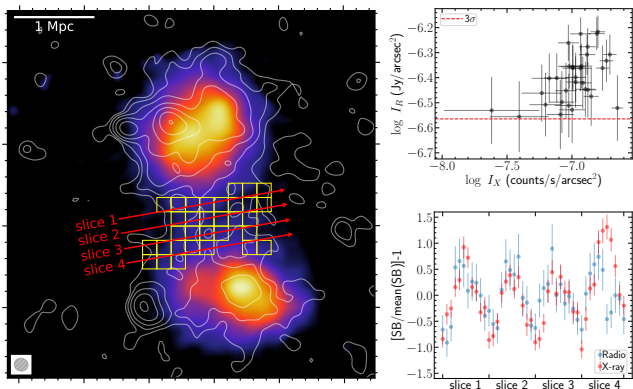 1 Mpc
slice 1
slice 2
slice 3
slice 4
3σ
log I_R (Jy/arcsec²)
−6.2
−6.3
−6.4
−6.5
−6.6
−6.7
−8.0 −7.5 −7.0
log I_X (counts/s/arcsec²)
[SB/mean(SB)]-1
1.5
1.0
0.5
0.0
−0.5
−1.0
−1.5
Radio
X-ray
slice 1 slice 2 slice 3 slice 4